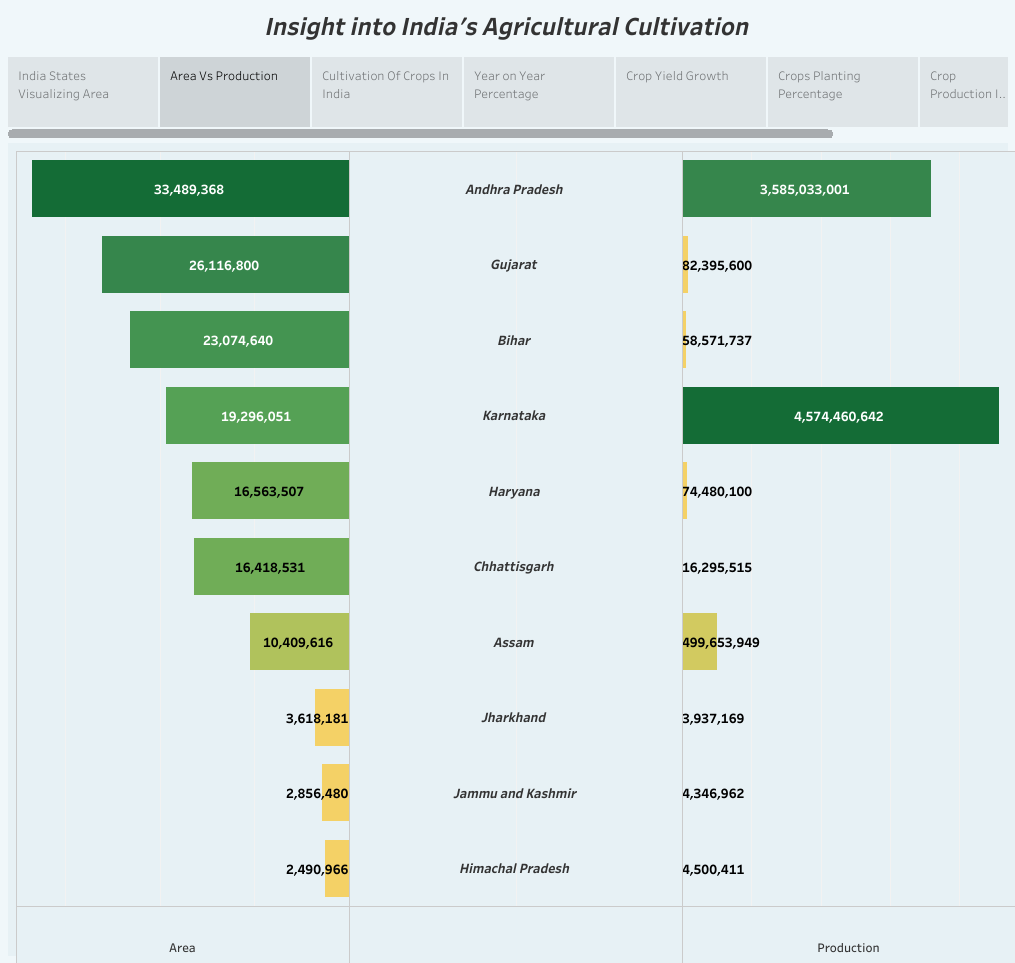 Insight into India's Agricultural Cultivation
India States
Visualizing Area
Area Vs Production
Cultivation Of Crops In
India
Year on Year
Percentage
Crop Yield Growth
Crops Planting
Percentage
Crop
Production I..
33,489,368 Andhra Pradesh 3,585,033,001
26,116,800 Gujarat 82,395,600
23,074,640 Bihar 58,571,737
19,296,051 Karnataka 4,574,460,642
16,563,507 Haryana 74,480,100
16,418,531 Chhattisgarh 16,295,515
10,409,616 Assam 499,653,949
3,618,181 Jharkhand 3,937,169
2,856,480 Jammu and Kashmir 4,346,962
2,490,966 Himachal Pradesh 4,500,411
Area Production